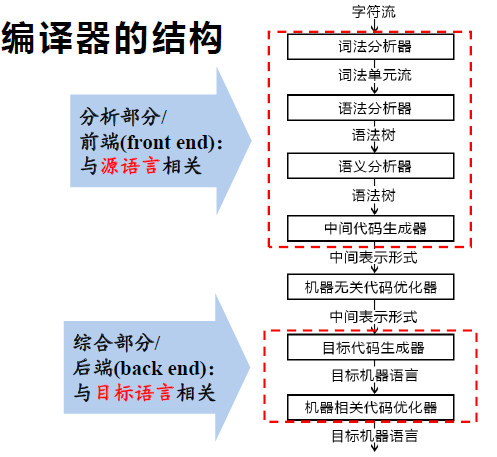 编译器的结构
分析部分/
前端(front end)：
与源语言相关
综合部分/
后端(back end)：
与目标语言相关
字符流
词法分析器
词法单元流
语法分析器
语法树
语义分析器
语法树
中间代码生成器
中间表示形式
机器无关代码优化器
中间表示形式
目标代码生成器
目标机器语言
机器相关代码优化器
目标机器语言